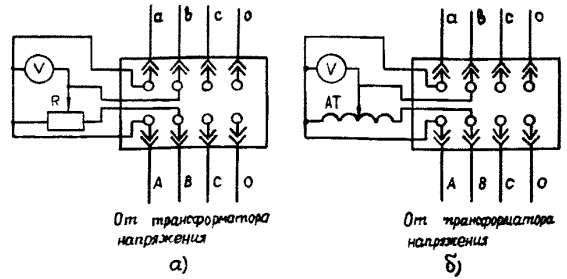 a в c o
a в c o
V
V
R
AT
A B C O
A B C O
От трансформатора
напряжения
От трансформатора
напряжения
а)
б)